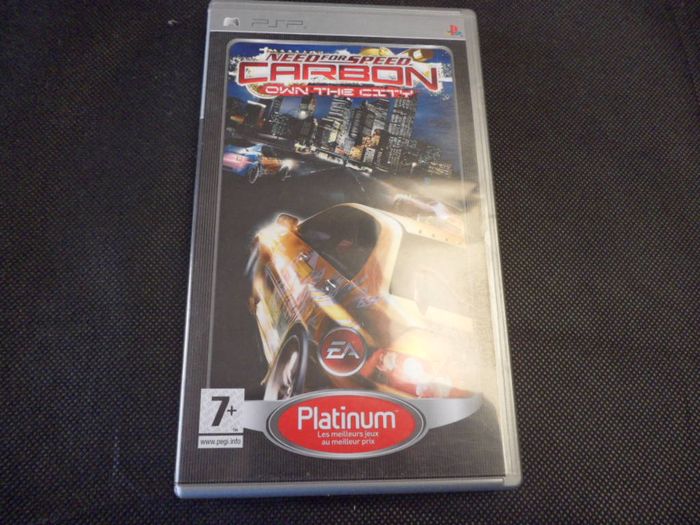 PSP
NEED FOR SPEED
CARBON
OWN THE CITY
EA
7+
www.pegi.info
Platinum™
Les meilleurs jeux
au meilleur prix